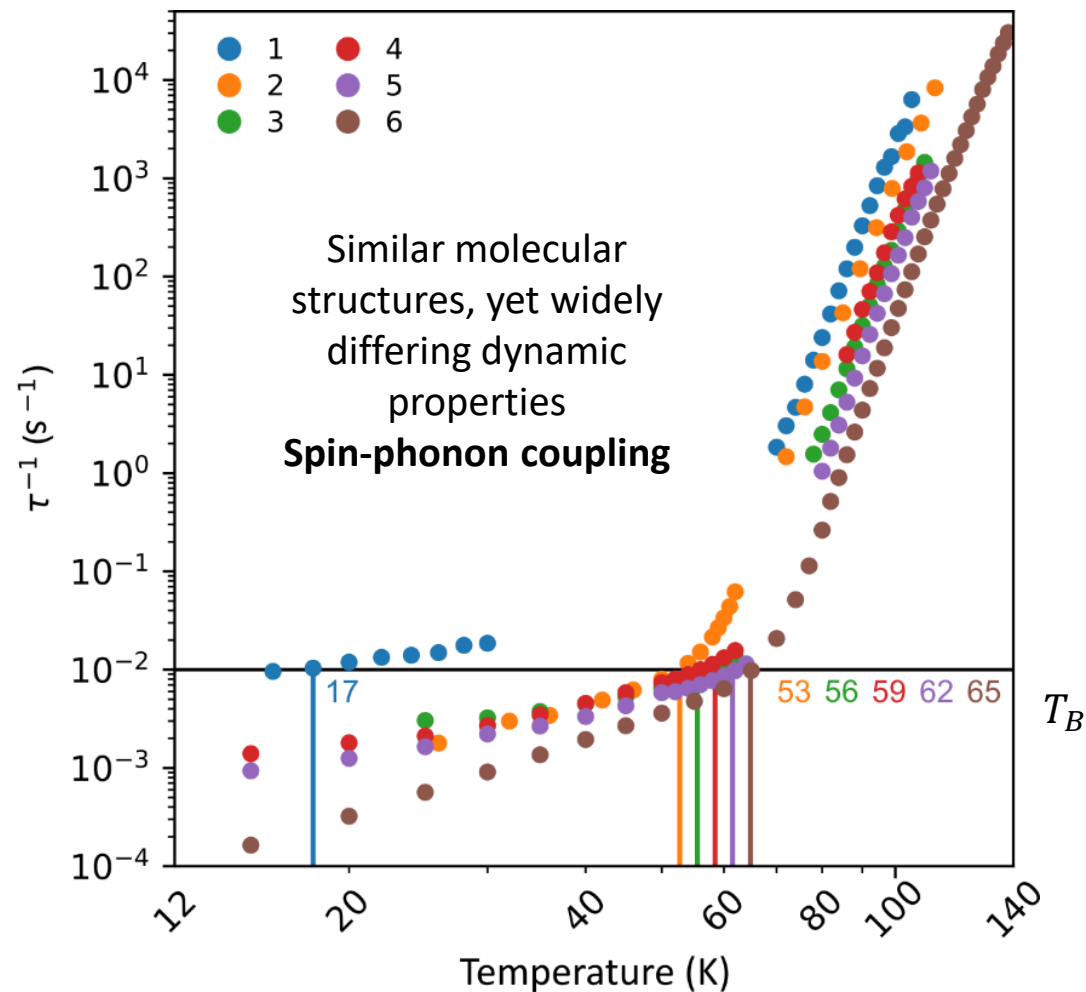 10⁴
10³
10²
10¹
10⁰
10⁻¹
10⁻²
10⁻³
10⁻⁴
τ⁻¹ (s⁻¹)
1 4
2 5
3 6
Similar molecular
structures, yet widely
differing dynamic
properties
Spin-phonon coupling
17 53 56 59 62 65
T_B
12 20 40 60 80 100 140
Temperature (K)